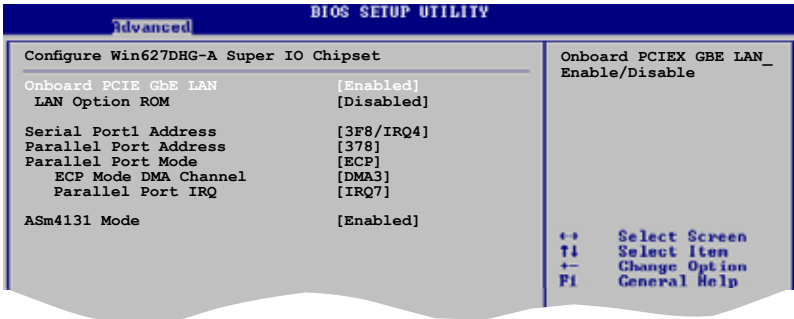 BIOS SETUP UTILITY
Advanced
Configure Win627DHG-A Super IO Chipset
Onboard PCIE GbE LAN [Enabled]
LAN Option ROM [Disabled]
Serial Port1 Address [3F8/IRQ4]
Parallel Port Address [378]
Parallel Port Mode [ECP]
ECP Mode DMA Channel [DMA3]
Parallel Port IRQ [IRQ7]
ASm4131 Mode [Enabled]
Onboard PCIEX GBE LAN_
Enable/Disable
↔ Select Screen
↑↓ Select Item
+- Change Option
F1 General Help